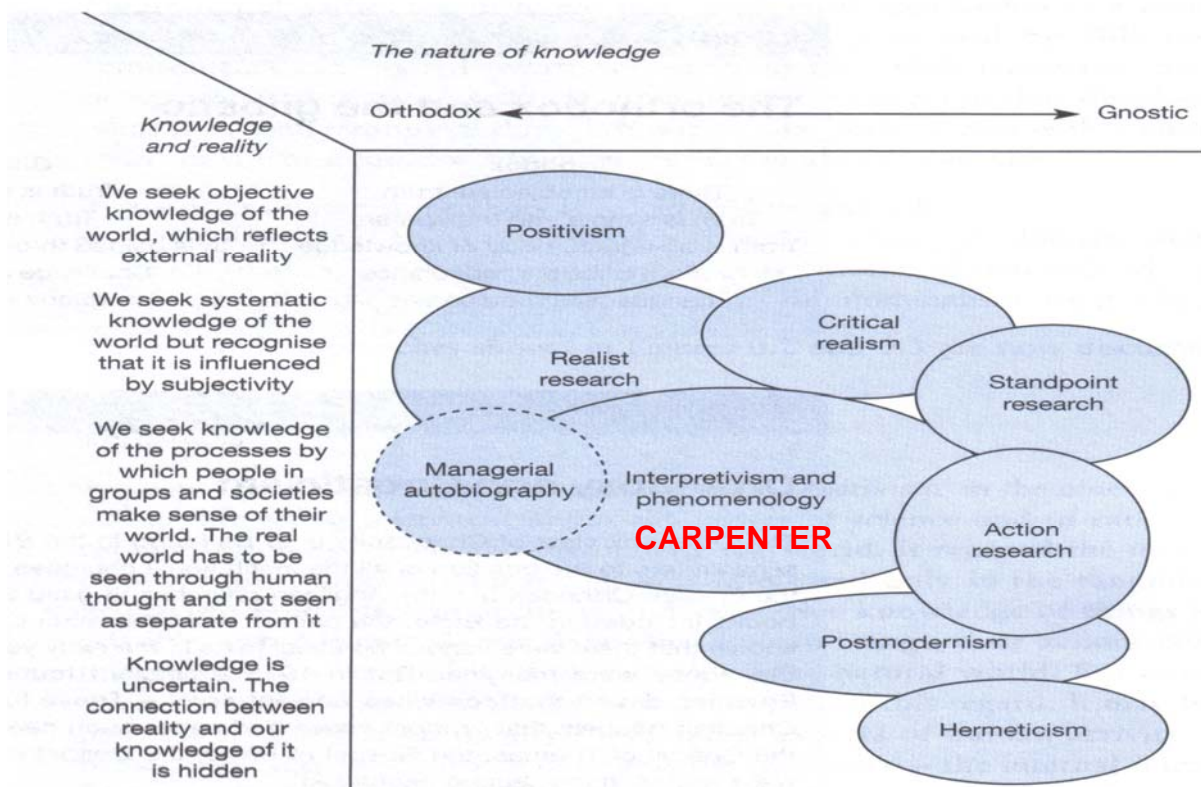 The nature of knowledge
Orthodox
Gnostic
Knowledge
and reality
We seek objective
knowledge of the
world, which reflects
external reality
We seek systematic
knowledge of the
world but recognise
that it is influenced
by subjectivity
We seek knowledge
of the processes by
which people in
groups and societies
make sense of their
world. The real
world has to be
seen through human
thought and not seen
as separate from it
Knowledge is
uncertain. The
connection between
reality and our
knowledge of it
is hidden
Positivism
Critical
realism
Realist
research
Standpoint
research
Managerial
autobiography
Interpretivism and
phenomenology
CARPENTER
research
Postmodernism
Hermeticism